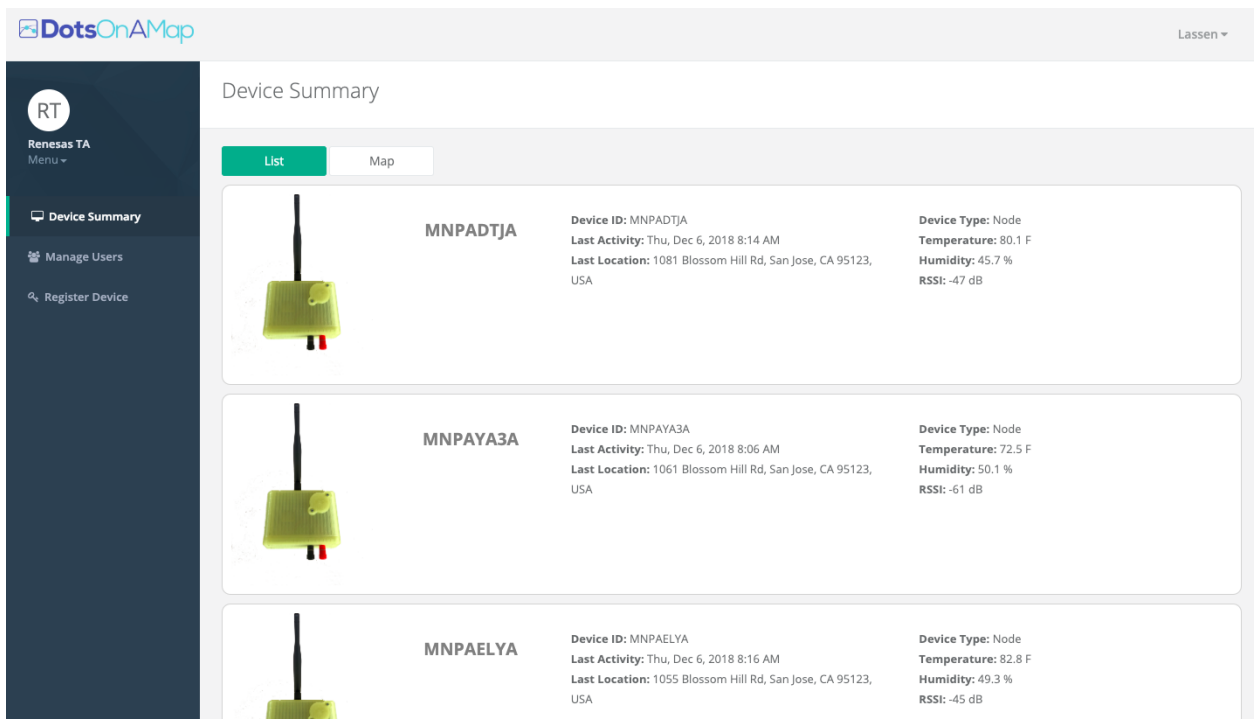 DotsOnAMap
Lassen
RT
Renesas TA
Menu
Device Summary
Manage Users
Register Device
Device Summary
List
Map
MNPADTJA
Device ID: MNPADTJA
Last Activity: Thu, Dec 6, 2018 8:14 AM
Last Location: 1081 Blossom Hill Rd, San Jose, CA 95123,
USA
Device Type: Node
Temperature: 80.1 F
Humidity: 45.7 %
RSSI: -47 dB
MNPAYA3A
Device ID: MNPAYA3A
Last Activity: Thu, Dec 6, 2018 8:06 AM
Last Location: 1061 Blossom Hill Rd, San Jose, CA 95123,
USA
Device Type: Node
Temperature: 72.5 F
Humidity: 50.1 %
RSSI: -61 dB
MNPAELYA
Device ID: MNPAELYA
Last Activity: Thu, Dec 6, 2018 8:16 AM
Last Location: 1055 Blossom Hill Rd, San Jose, CA 95123,
USA
Device Type: Node
Temperature: 82.8 F
Humidity: 49.3 %
RSSI: -45 dB